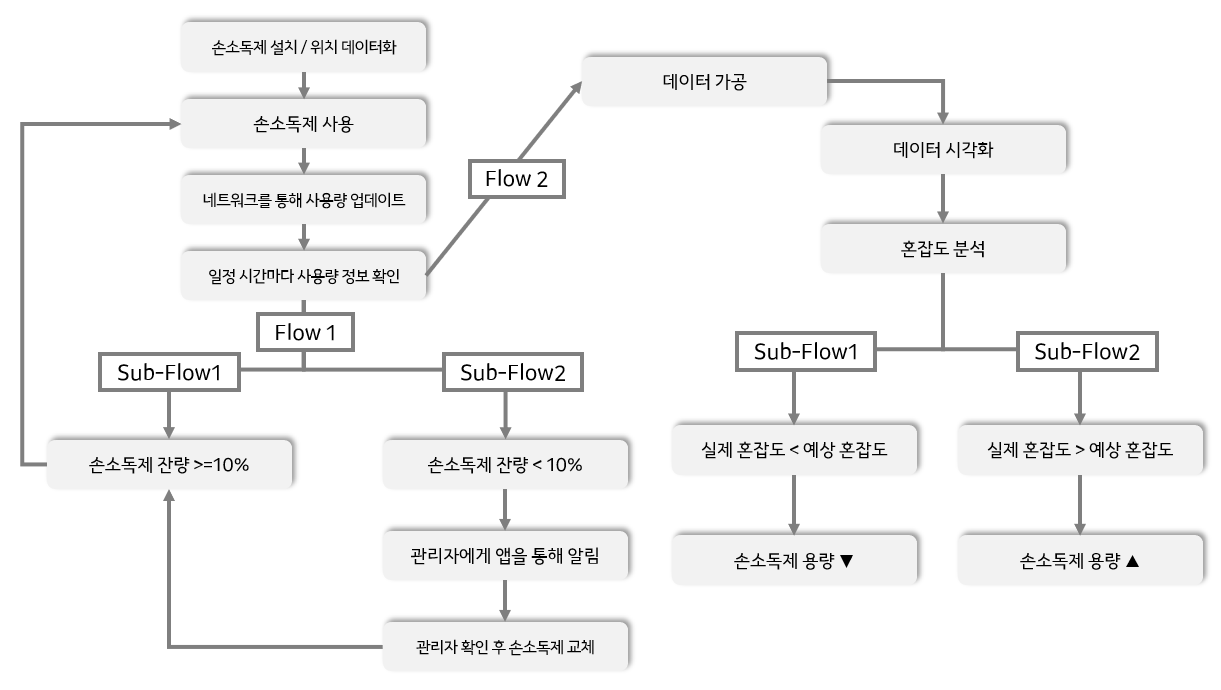 손소독제 설치 / 위치 데이터화
손소독제 사용
네트워크를 통해 사용량 업데이트
일정 시간마다 사용량 정보 확인
Flow 1
Sub-Flow1
Sub-Flow2
손소독제 잔량 >=10%
손소독제 잔량 < 10%
관리자에게 앱을 통해 알림
관리자 확인 후 손소독제 교체
Flow 2
데이터 가공
데이터 시각화
혼잡도 분석
Sub-Flow1
Sub-Flow2
실제 혼잡도 < 예상 혼잡도
실제 혼잡도 > 예상 혼잡도
손소독제 용량 ▼
손소독제 용량 ▲